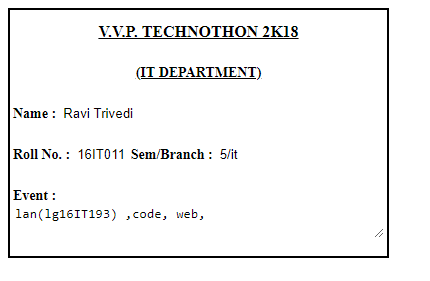 V.V.P. TECHNOTHON 2K18
(IT DEPARTMENT)
Name : Ravi Trivedi
Roll No. : 16IT011 Sem/Branch : 5/it
Event :
lan(lg16IT193) ,code, web,